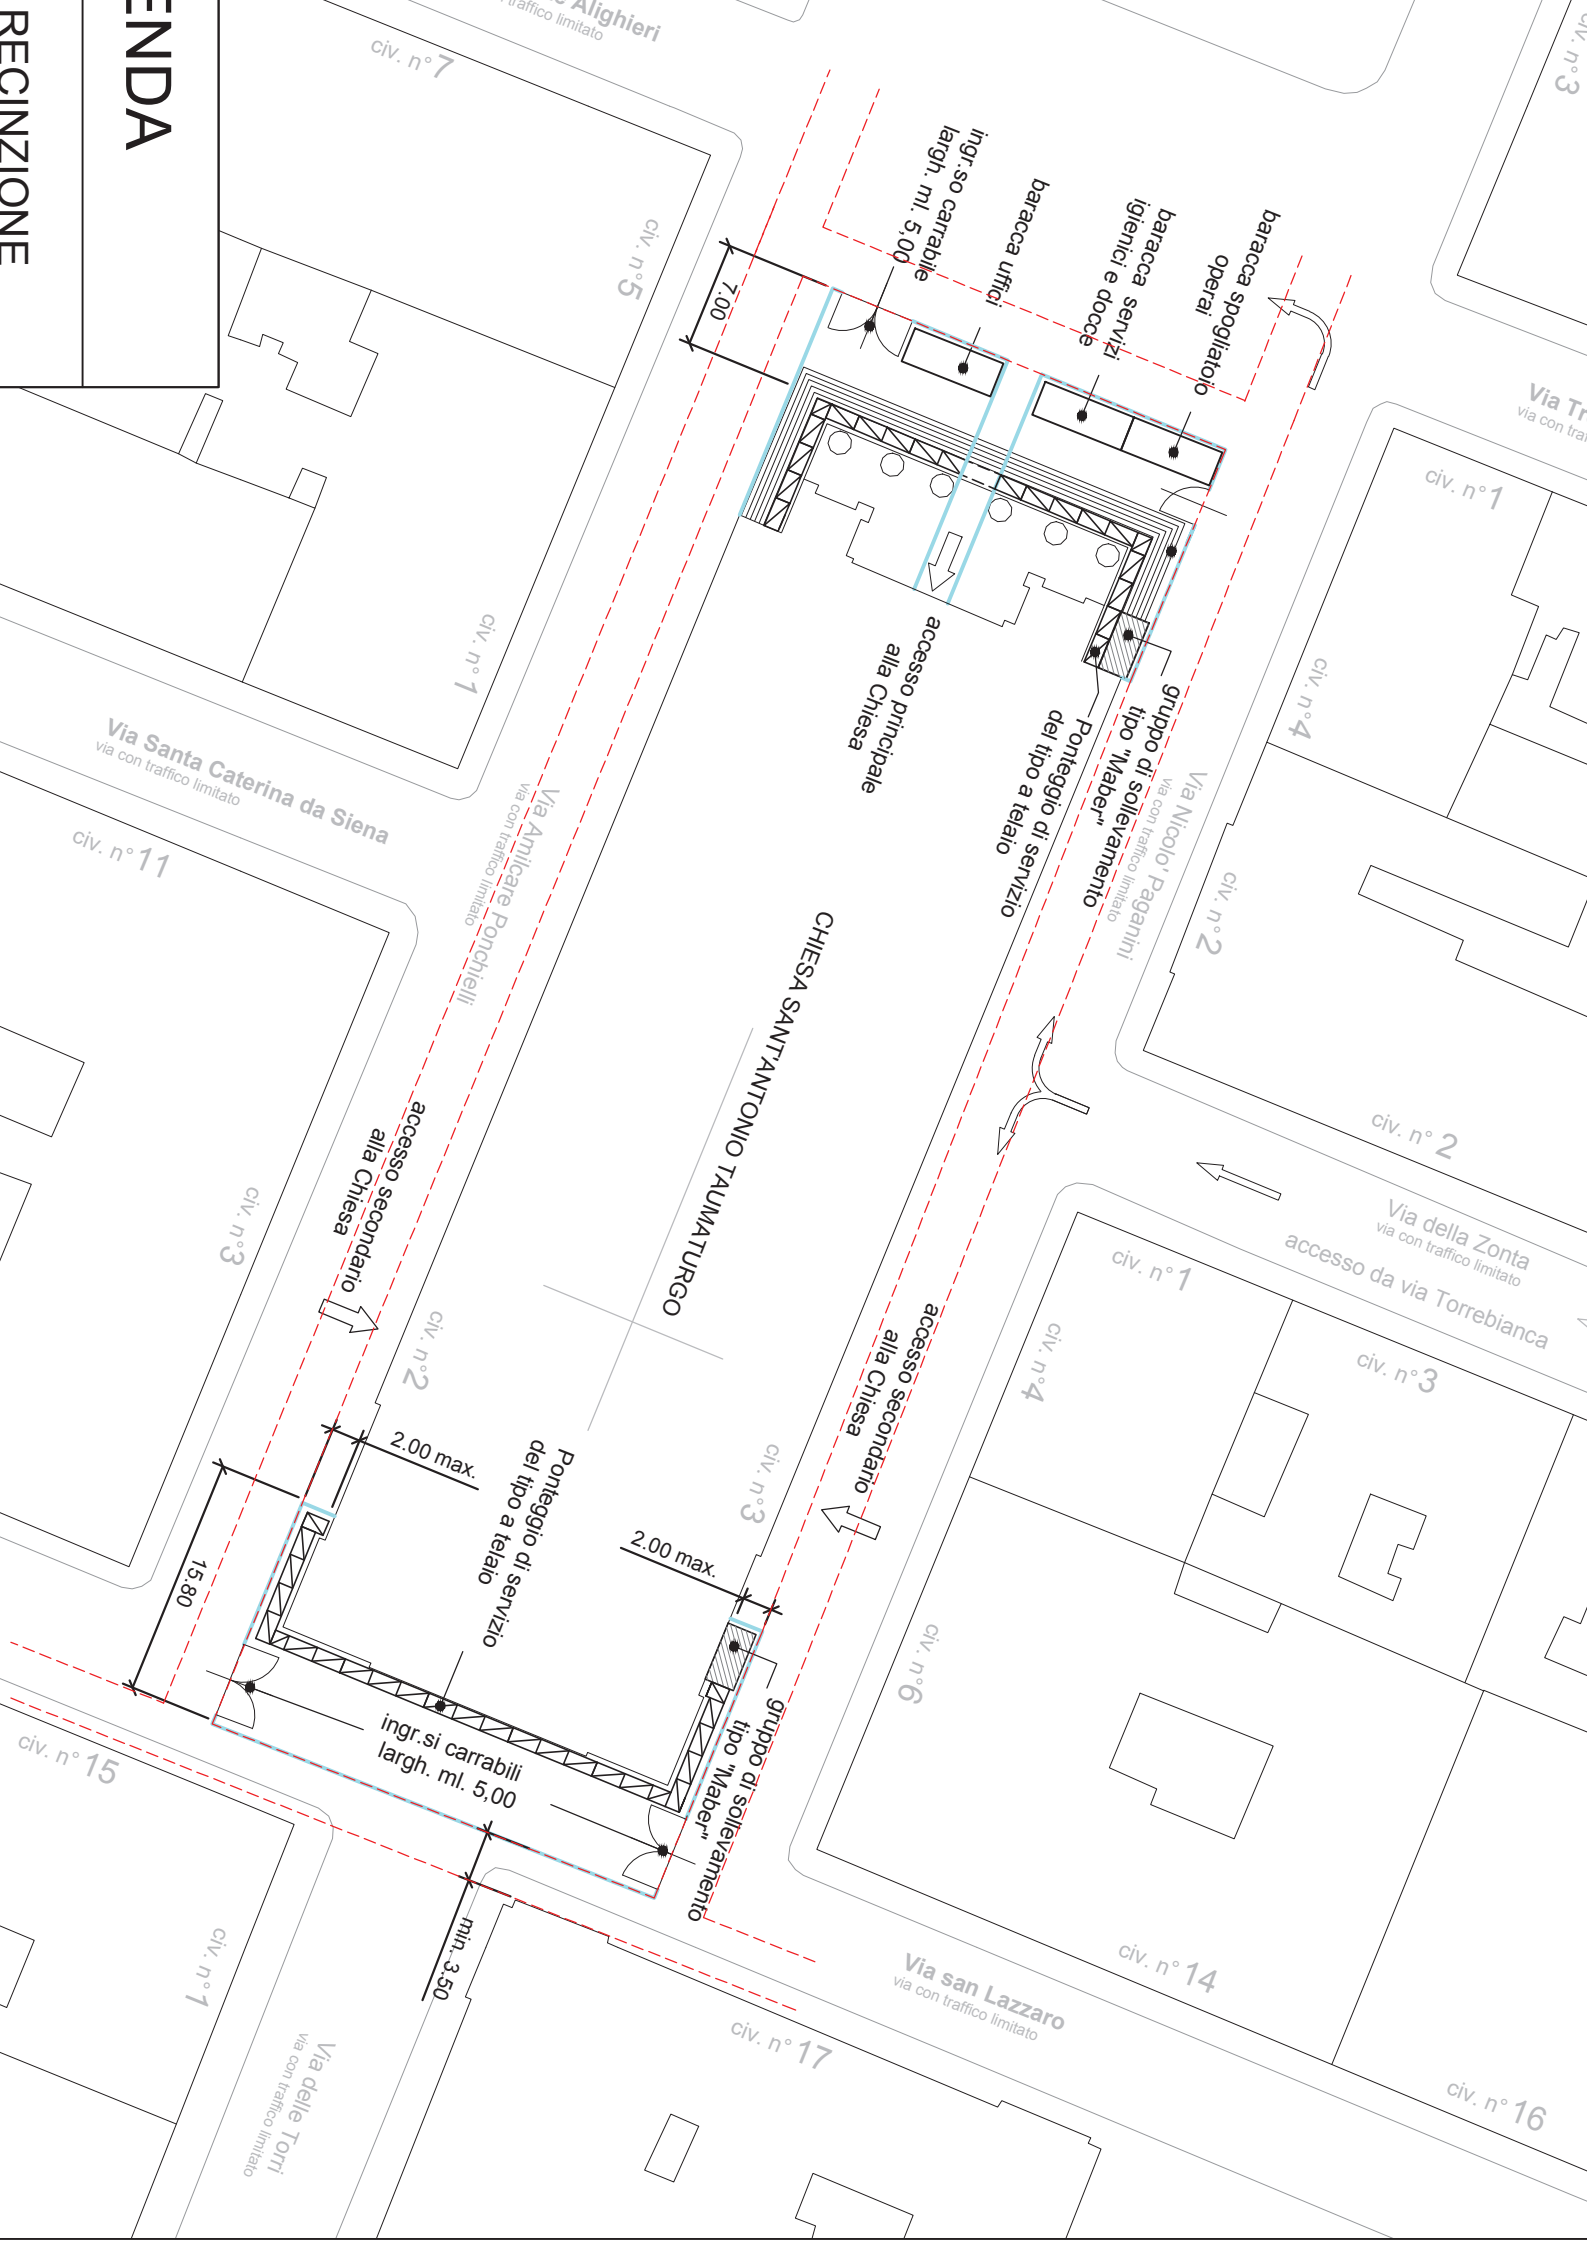 ENDA
RECINZIONE
Alighieri
traffico limitato
civ. n°7
civ. n°3
ingr.so carrabile
largh. ml. 5,00
baracca uffici
baracca servizi
igienici e docce
baracca spogliatoio
operai
civ. n°5
7.00
via con
civ. n°1
civ. n°1
accesso principale
alla Chiesa
civ. n°4
gruppo di sollevamento
tipo "Maber"
Ponteggio di servizio
del tipo a telaio
Via Santa Caterina da Siena
via con traffico limitato
Via Nicolo' Paganini
via con traffico limitato
Via Amilcare Ponchielli
via con traffico limitato
civ. n°11
civ. n°2
CHIESA SANT'ANTONIO TAUMATURGO
accesso secondario
alla Chiesa
civ. n° 2
civ. n°3
Via della Zonta
via con traffico limitato
accesso da via Torrebianca
civ. n°1
civ. n°2
accesso secondario
alla Chiesa
civ. n°4
civ. n°3
2.00 max.
Ponteggio di servizio
del tipo a telaio
civ. n°3
2.00 max.
15.80
civ. n°6
ingr.si carrabili
largh. ml. 5,00
gruppo di sollevamento
tipo "Maber"
civ. n°15
min. 3.50
civ. n°1
Via san Lazzaro
via con traffico limitato
civ. n°14
civ. n°17
Via delle Torri
via con traffico limitato
civ. n°16